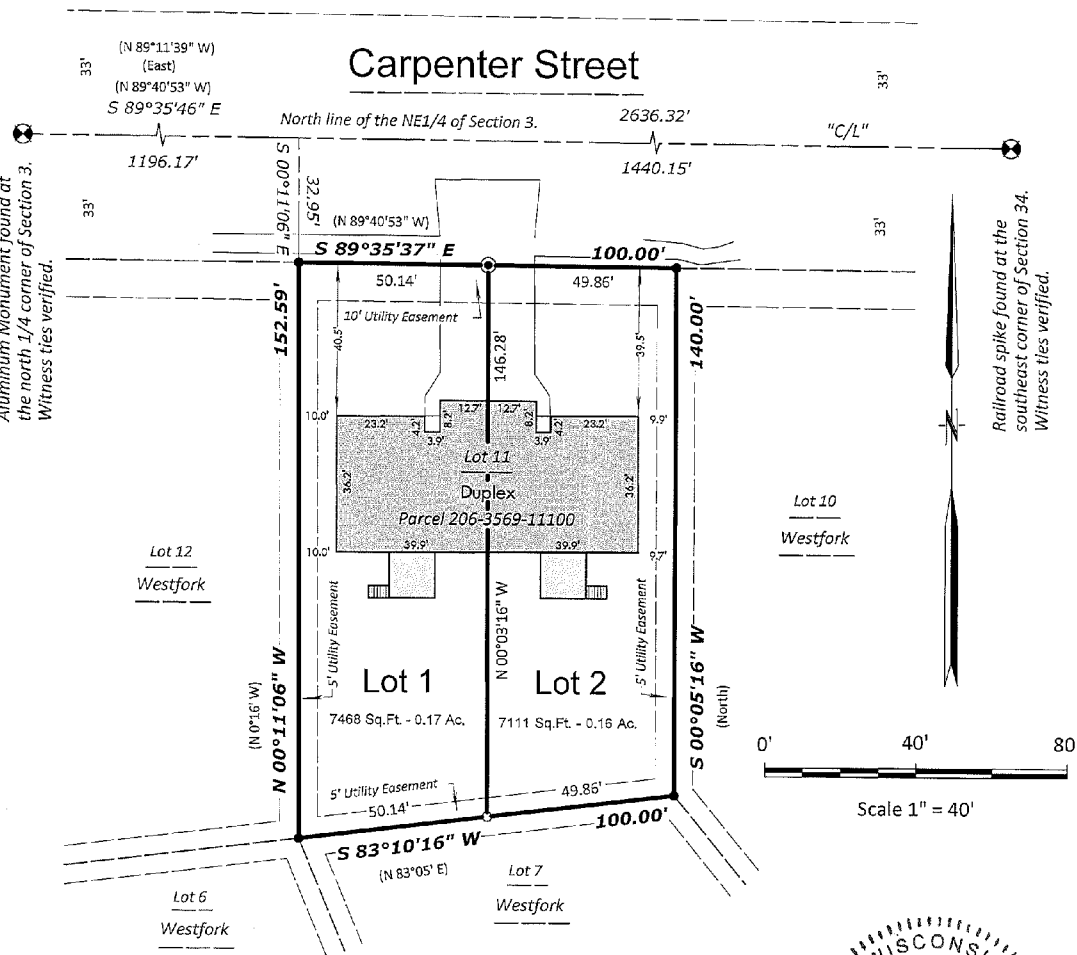 Carpenter Street
33'
(N 89°11'39" W)
(East)
(N 89°40'53" W)
S 89°35'46" E
33'
North line of the NE1/4 of Section 3.
2636.32'
"C/L"
1196.17'
1440.15'
Aluminum Monument found at
the north 1/4 corner of Section 3.
Witness ties verified.
Railroad spike found at the
southeast corner of Section 34.
Witness ties verified.
33'
S 00°11'06" E
32.95'
(N 89°40'53" W)
33'
S 89°35'37" E
100.00'
50.14'
49.86'
10' Utility Easement
152.59'
40.5'
146.28'
39.5'
140.00'
10.0'
23.2'
4.2'
3.9'
8.2'
12.7'
12.7'
8.2'
3.9'
4.2'
23.2'
9.9'
36.2'
Lot 11
Duplex
Parcel 206-3569-11100
36.2'
10.0'
39.9'
39.9'
9.7'
Lot 12
Westfork
Lot 10
Westfork
5' Utility Easement
N 00°03'16" W
5' Utility Easement
Lot 1
7468 Sq.Ft. - 0.17 Ac.
Lot 2
7111 Sq.Ft. - 0.16 Ac.
N 00°11'06" W
(N 0°16' W)
S 00°05'16" W
(North)
5' Utility Easement
50.14'
49.86'
S 83°10'16" W
100.00'
(N 83°05' E)
Lot 6
Westfork
Lot 7
Westfork
N
0'
40'
80
Scale 1" = 40'
WISCONS